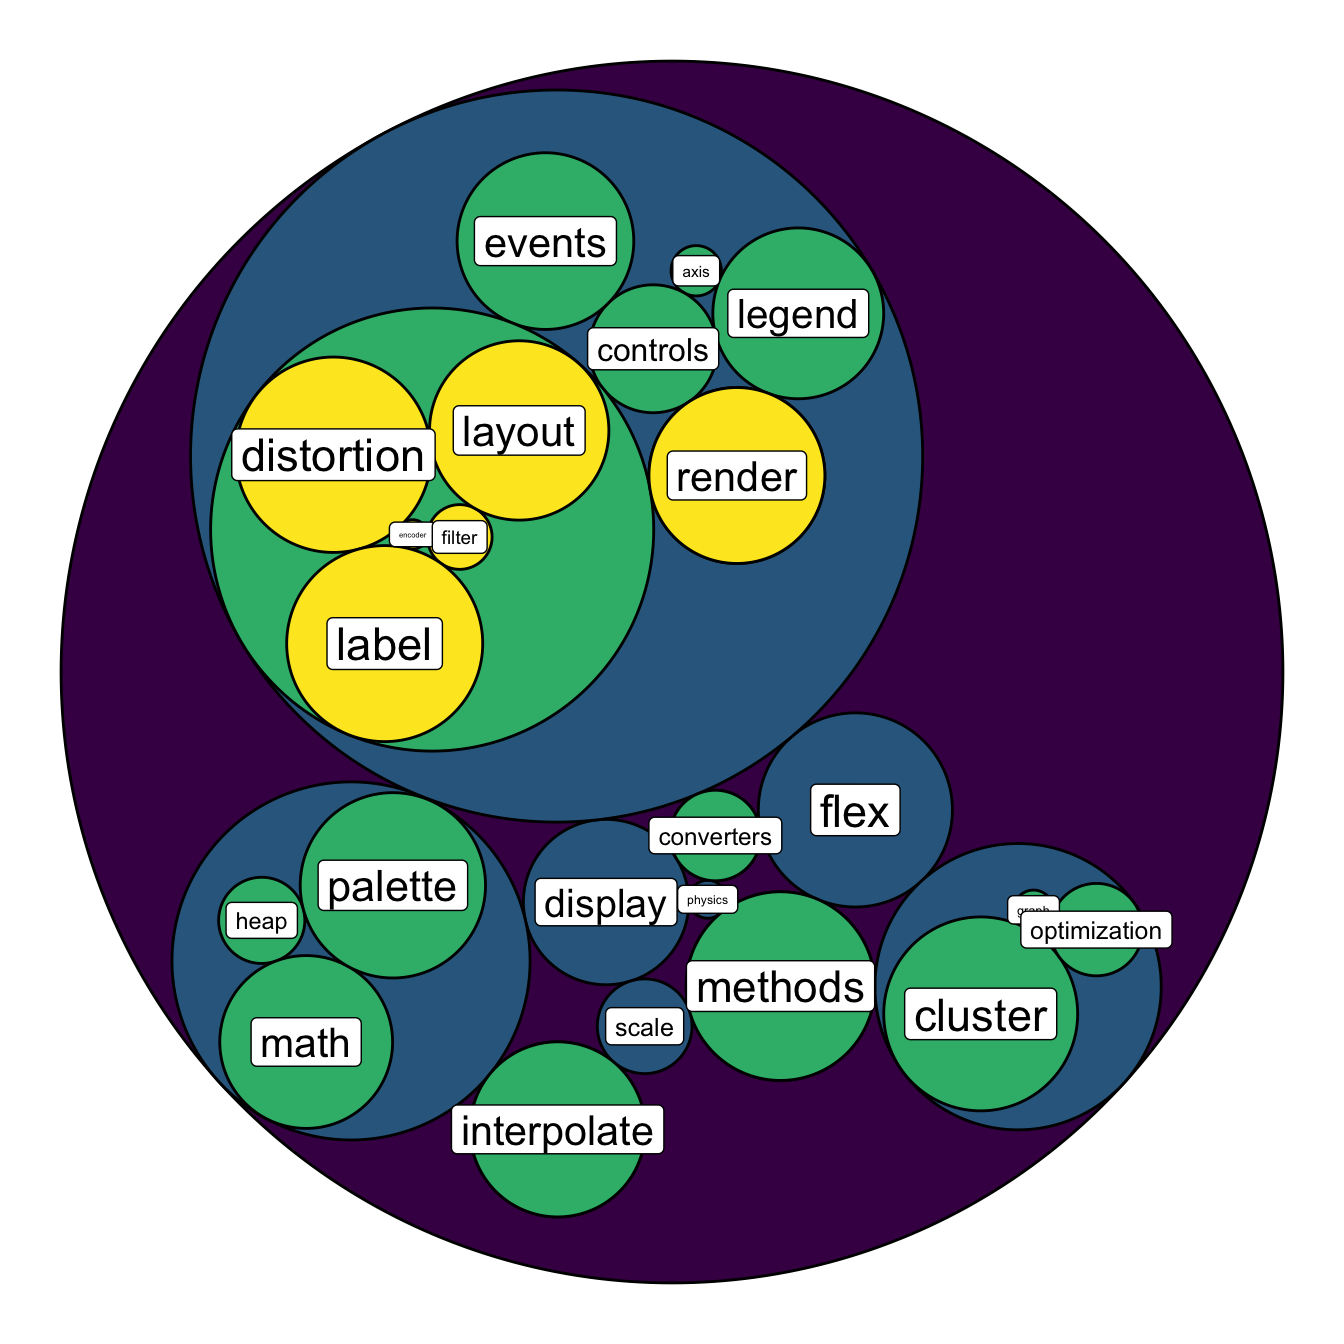 events
axis
legend
controls
layout
distortion
render
encoder
filter
label
flex
converters
palette
display
physics
heap
graph
optimization
methods
cluster
scale
math
interpolate